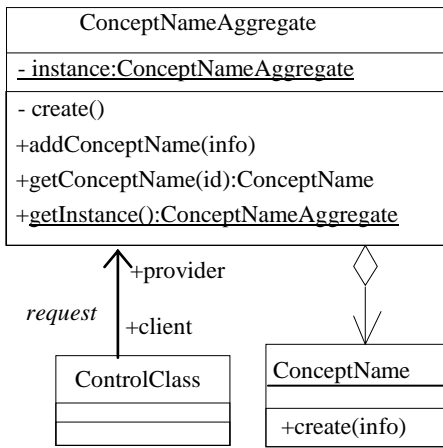 ConceptNameAggregate
- instance:ConceptNameAggregate
- create()
+addConceptName(info)
+getConceptName(id):ConceptName
+getInstance():ConceptNameAggregate
+provider
request
+client
ControlClass
ConceptName
+create(info)